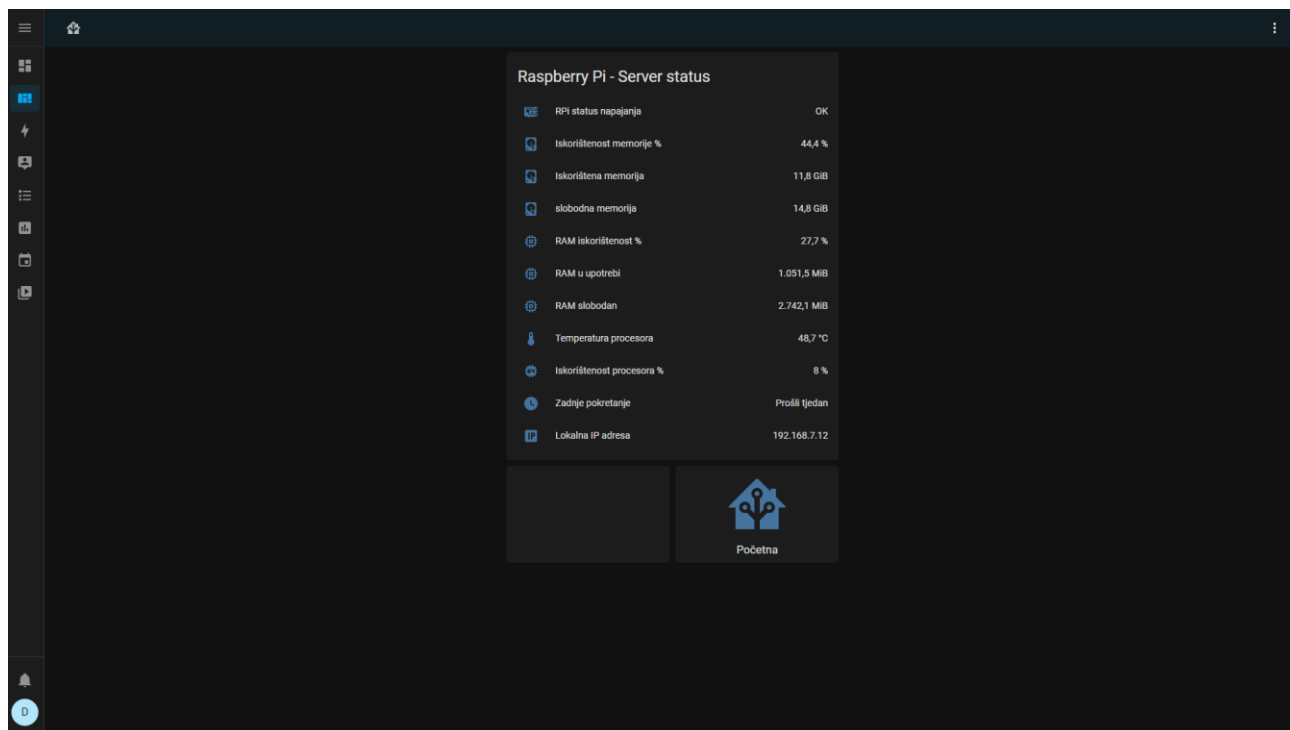 Raspberry Pi - Server status
RPi status napajanja OK
Iskorištenost memorije % 44,4 %
Iskorištena memorija 11,8 GiB
slobodna memorija 14,8 GiB
RAM iskorištenost % 27,7 %
RAM u upotrebi 1.051,5 MiB
RAM slobodan 2.742,1 MiB
Temperatura procesora 48,7 °C
Iskorištenost procesora % 8 %
Zadnje pokretanje Prošli tjedan
Lokalna IP adresa 192.168.7.12
Početna
D